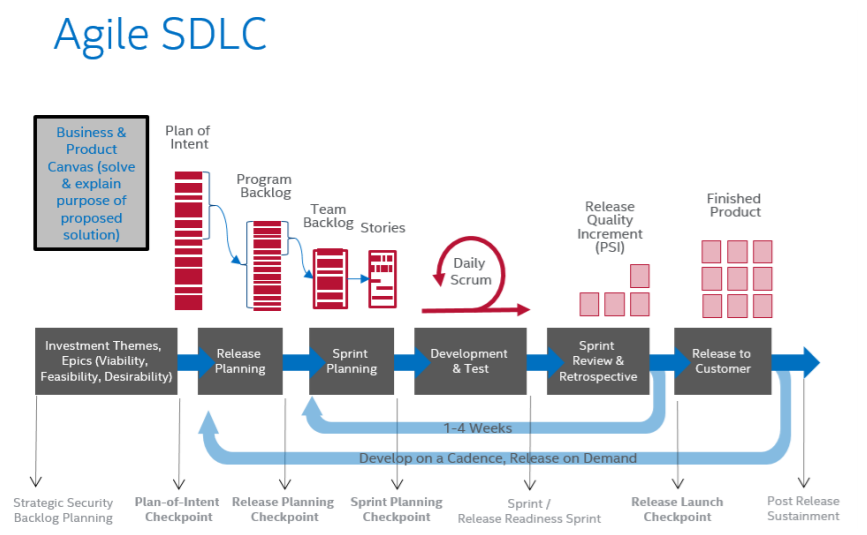 Agile SDLC
Business &
Product
Canvas (solve
& explain
purpose of
proposed
solution)
Plan of
Intent
Program
Backlog
Team
Backlog
Stories
Daily
Scrum
Release
Quality
Increment
(PSI)
Finished
Product
Investment Themes,
Epics (Viability,
Feasibility, Desirability)
Release
Planning
Sprint
Planning
Development
& Test
Sprint
Review &
Retrospective
Release to
Customer
1-4 Weeks
Develop on a Cadence, Release on Demand
Strategic Security
Backlog Planning
Plan-of-Intent
Checkpoint
Release Planning
Checkpoint
Sprint Planning
Checkpoint
Sprint /
Release Readiness Sprint
Release Launch
Checkpoint
Post Release
Sustainment